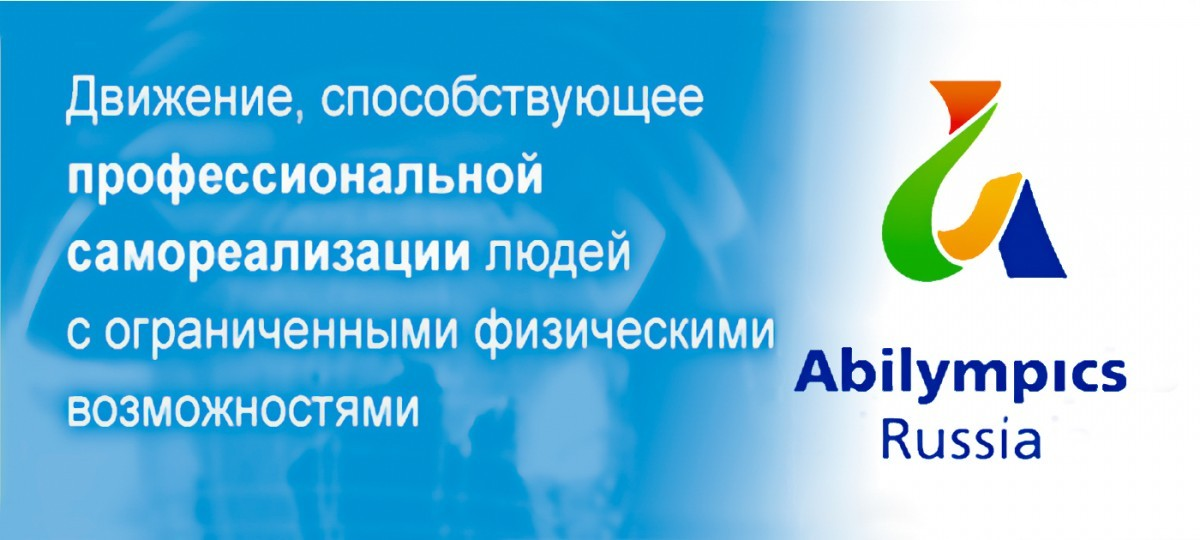 Движение, способствующее
профессиональной
самореализации людей
с ограниченными физическими
возможностями
Abilympics
Russia